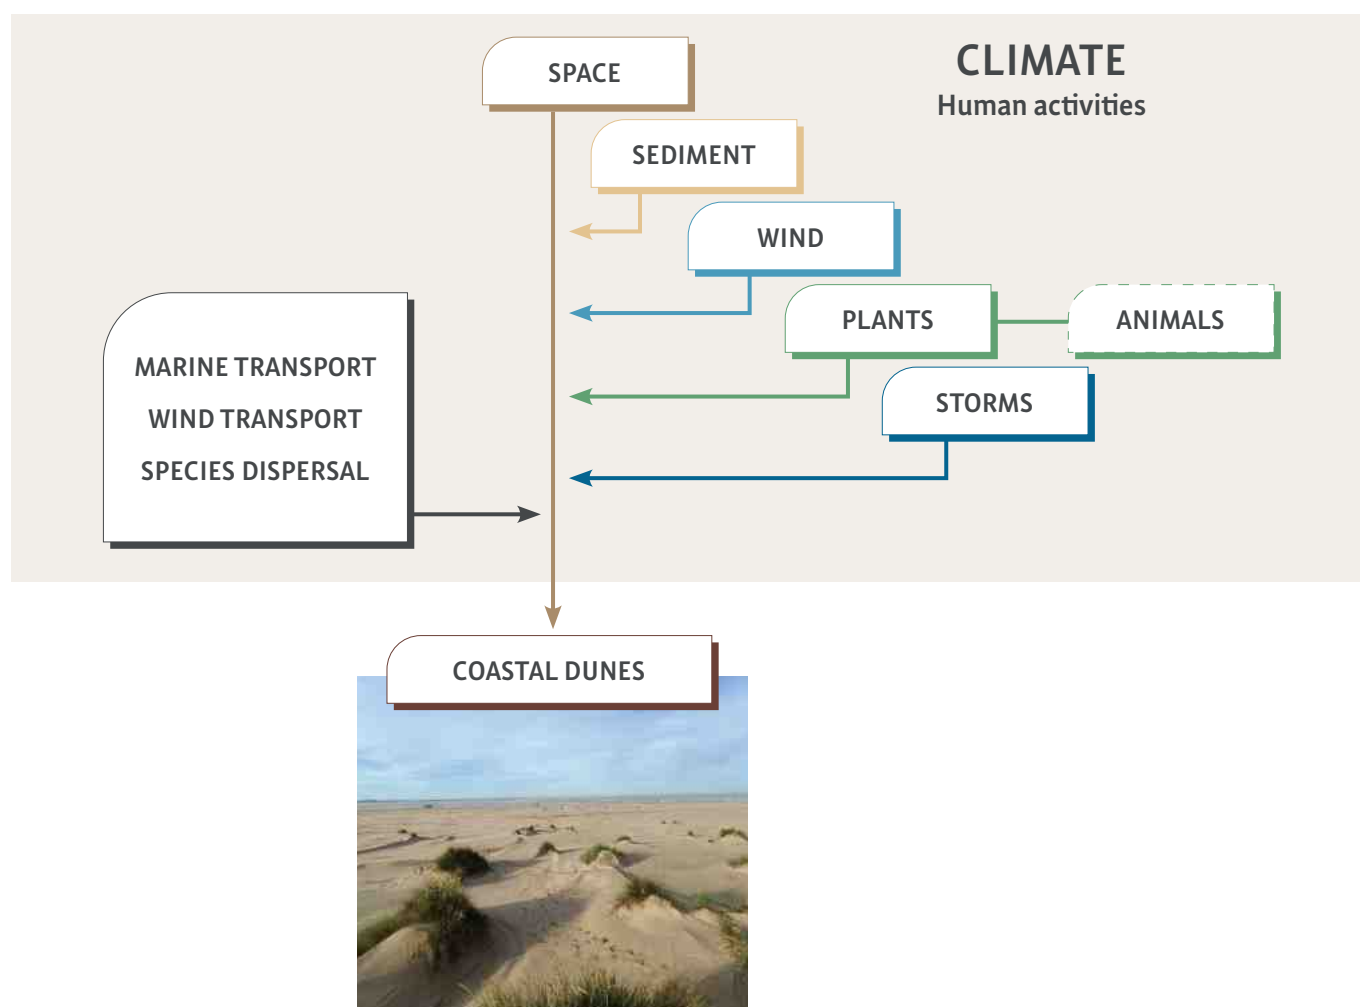 CLIMATE
Human activities
SPACE
SEDIMENT
WIND
PLANTS
ANIMALS
STORMS
MARINE TRANSPORT
WIND TRANSPORT
SPECIES DISPERSAL
COASTAL DUNES